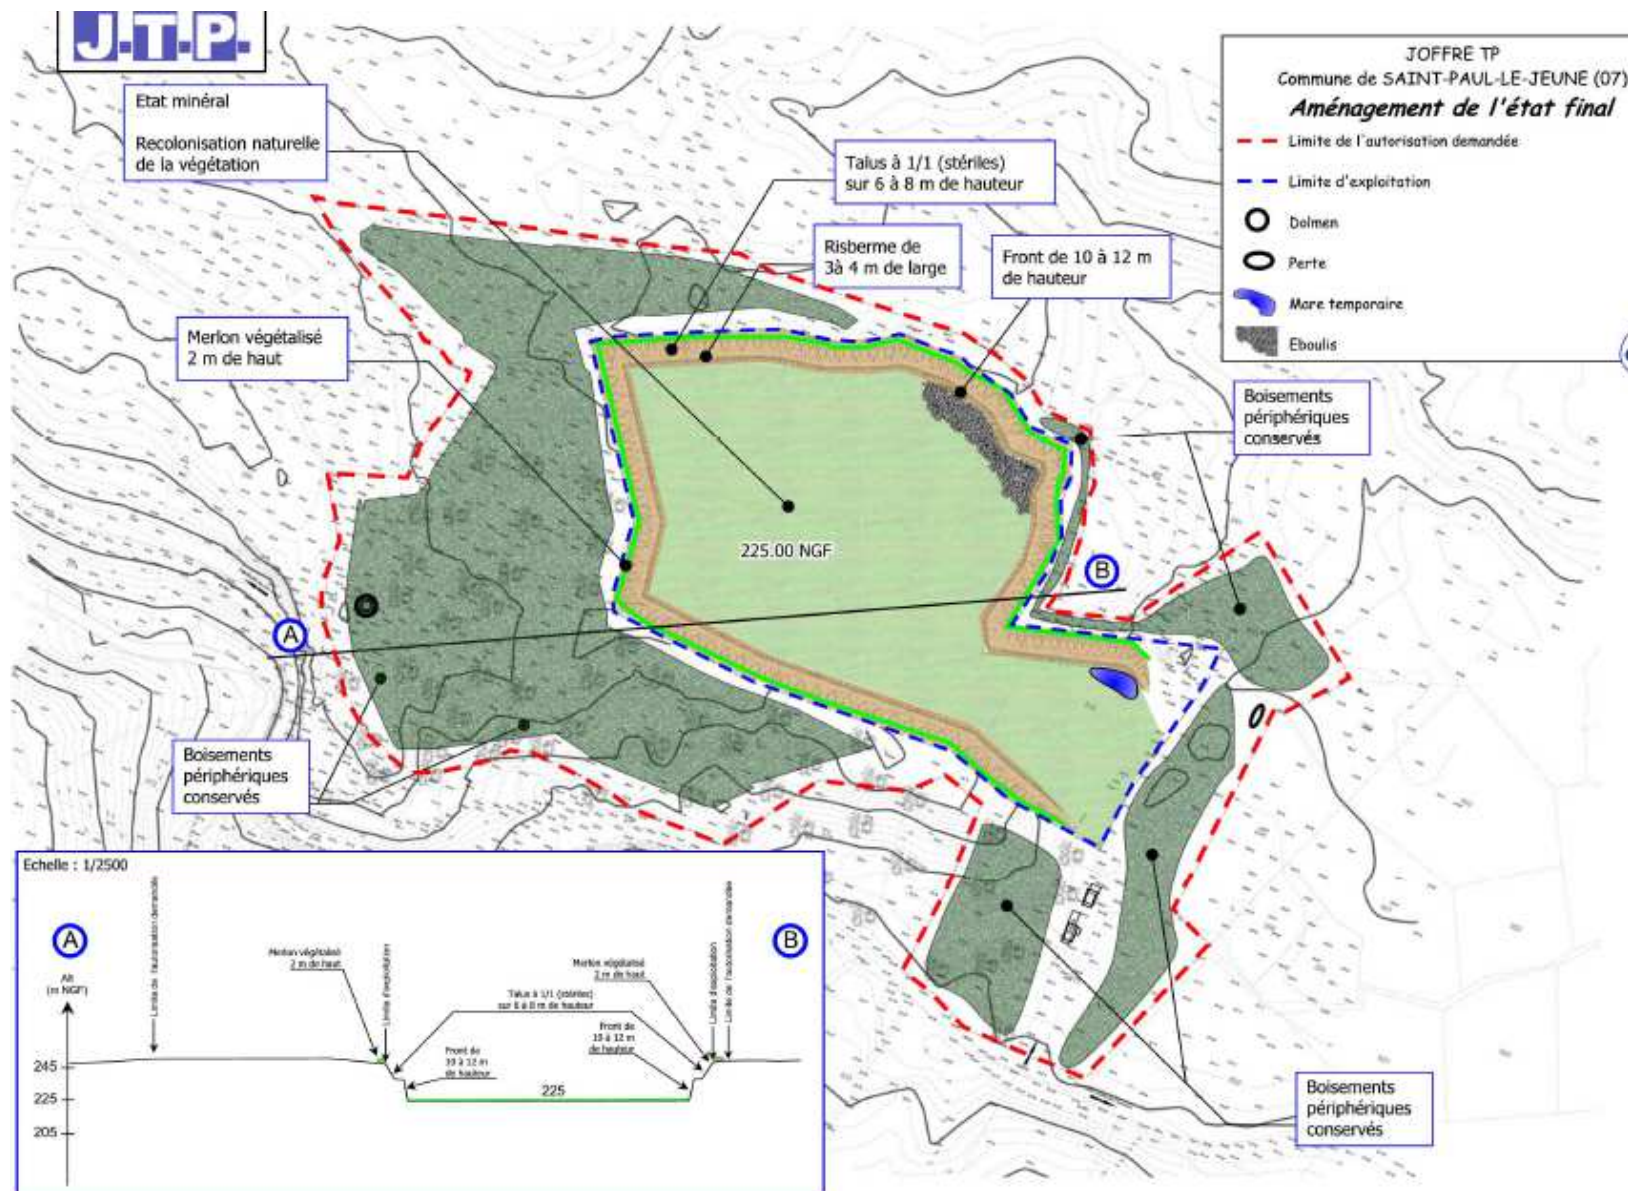 J.T.P.
JOFFRE TP
Commune de SAINT-PAUL-LE-JEUNE (07)
Aménagement de l'état final
Limite de l'autorisation demandée
Limite d'exploitation
Dolmen
Perte
Mare temporaire
Eboulis
Etat minéral
Recolonisation naturelle
de la végétation
Talus à 1/1 (stériles)
sur 6 à 8 m de hauteur
Risberme de
3à 4 m de large
Front de 10 à 12 m
de hauteur
Merlon végétalisé
2 m de haut
Boisements
périphériques
conservés
225.00 NGF
B
A
Boisements
périphériques
conservés
Boisements
périphériques
conservés
Echelle : 1/2500
A
B
Alt
(m NGF)
245
225
205
Limite de l'autorisation demandée
Merlon végétalisé
2 m de haut
Limite d'exploitation
Talus à 1/1 (stériles)
sur 6 à 8 m de hauteur
Front de
10 à 12 m
de hauteur
225
Merlon végétalisé
2 m de haut
Front de
10 à 12 m
de hauteur
Limite d'exploitation
Limite de l'autorisation demandée